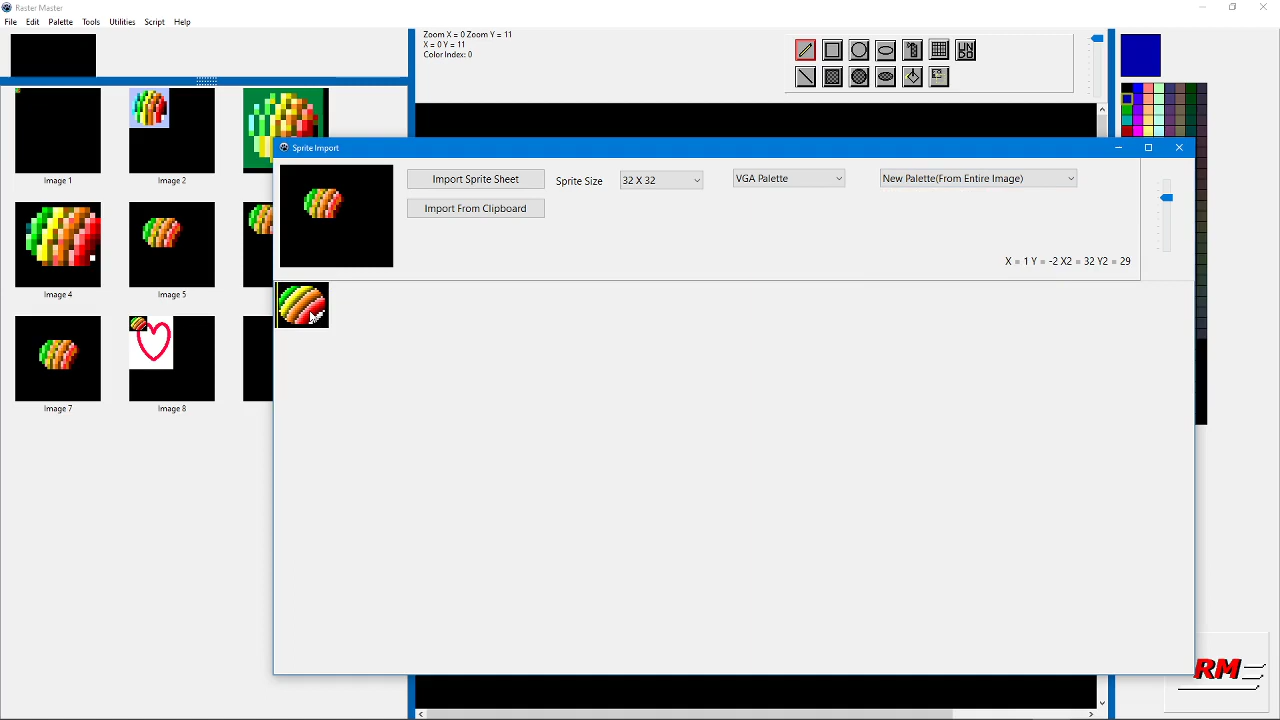 Raster Master
File Edit Palette Tools Utilities Script Help
Zoom X = 0 Zoom Y = 11
X = 0 Y = 11
Color Index: 0
UN
DO
Image 1 Image 2
Image 4 Image 5
Image 7 Image 8
Sprite Import
Import Sprite Sheet Sprite Size 32 X 32 VGA Palette New Palette(From Entire Image)
Import From Clipboard
X = 1 Y = -2 X2 = 32 Y2 = 29
RM